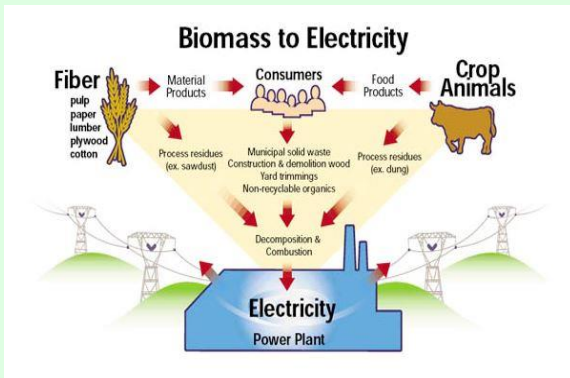 Biomass to Electricity
Fiber
pulp
paper
lumber
plywood
cotton
Material
Products
Consumers
Food
Products
Crop
Animals
Process residues
(ex. sawdust)
Municipal solid waste
Construction & demolition wood
Yard trimmings
Non-recyclable organics
Process residues
(ex. dung)
Decomposition &
Combustion
Electricity
Power Plant